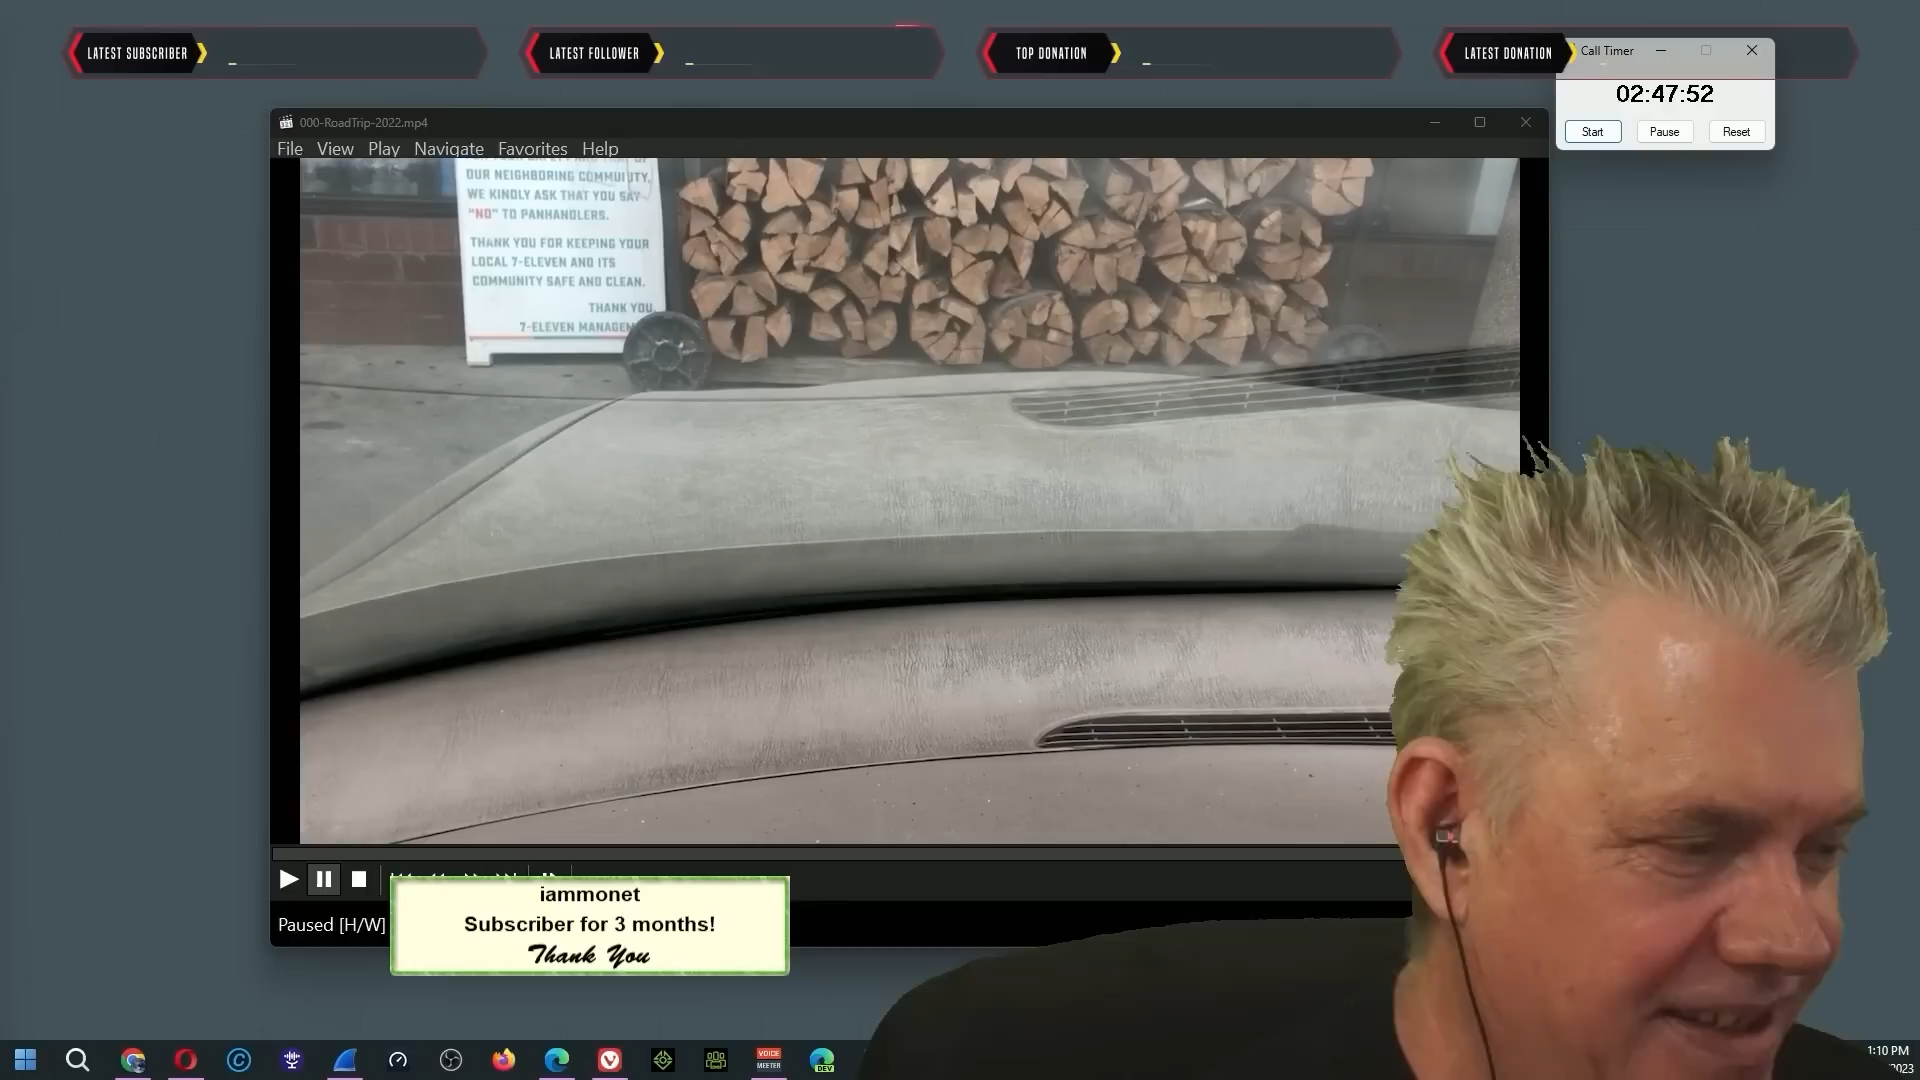 LATEST SUBSCRIBER
LATEST FOLLOWER
TOP DONATION
LATEST DONATION
Call Timer
02:47:52
Start Pause Reset
000-RoadTrip-2022.mp4
File View Play Navigate Favorites Help
OUR NEIGHBORING COMMUNITY,
WE KINDLY ASK THAT YOU SAY
"NO" TO PANHANDLERS.
THANK YOU FOR KEEPING YOUR
LOCAL 7-ELEVEN AND ITS
COMMUNITY SAFE AND CLEAN.
THANK YOU,
7-ELEVEN
Paused [H/W]
iammonet
Subscriber for 3 months!
Thank You
VOICE
MEETER
DEV
1:10 PM
2023